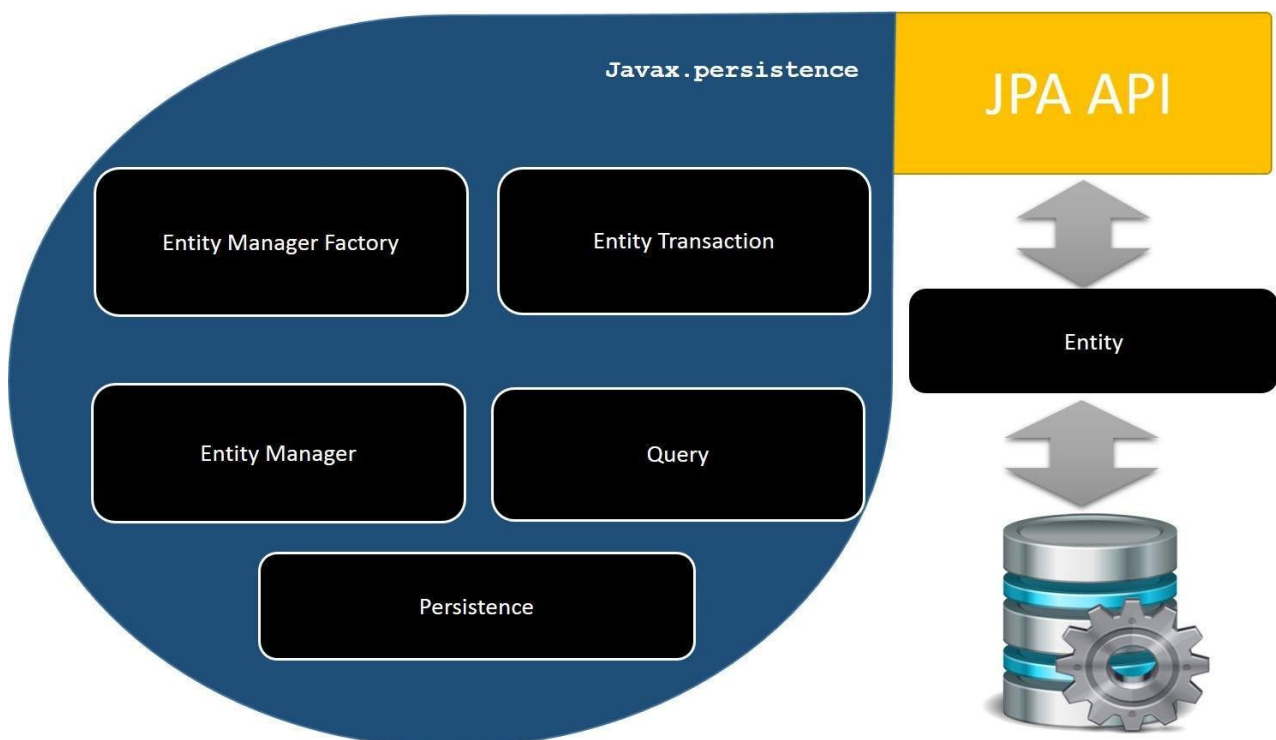 Javax.persistence
JPA API
Entity Manager Factory
Entity Transaction
Entity
Entity Manager
Query
Persistence